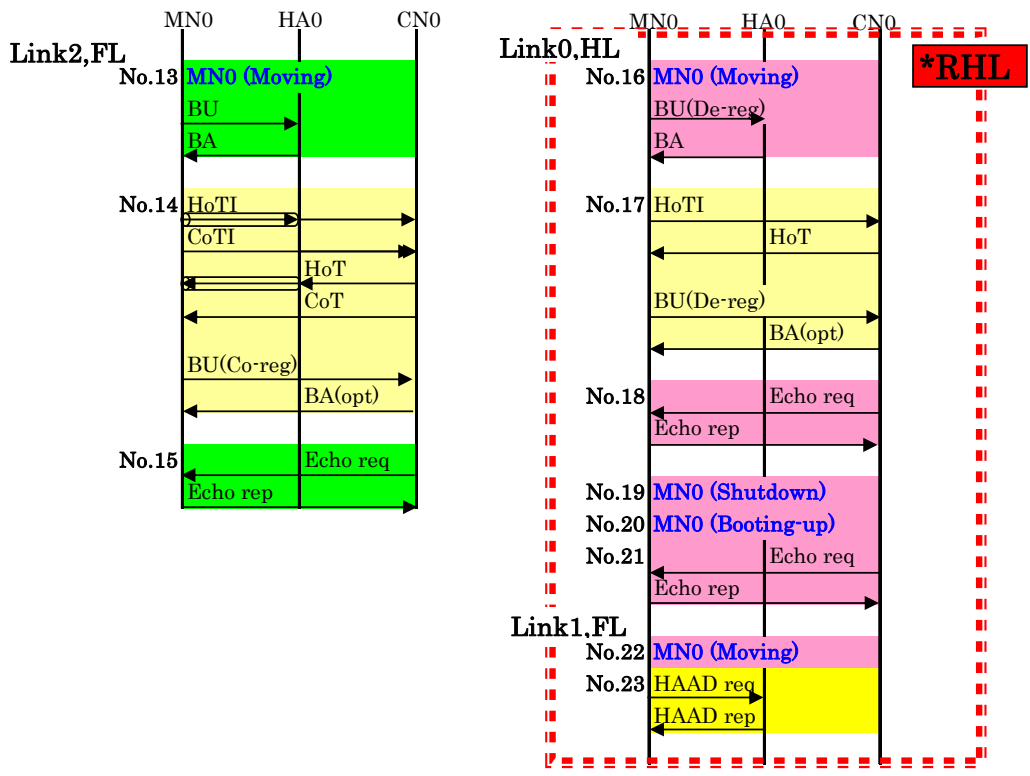 MN0 HA0 CN0
Link2,FL
No.13 MN0 (Moving)
BU
BA
No.14 HoTI
CoTI
HoT
CoT
BU(Co-reg)
BA(opt)
No.15 Echo req
Echo rep
MN0 HA0 CN0
Link0,HL
*RHL
No.16 MN0 (Moving)
BU(De-reg)
BA
No.17 HoTI
HoT
BU(De-reg)
BA(opt)
No.18 Echo req
Echo rep
No.19 MN0 (Shutdown)
No.20 MN0 (Booting-up)
No.21 Echo req
Echo rep
Link1,FL
No.22 MN0 (Moving)
No.23 HAAD req
HAAD rep